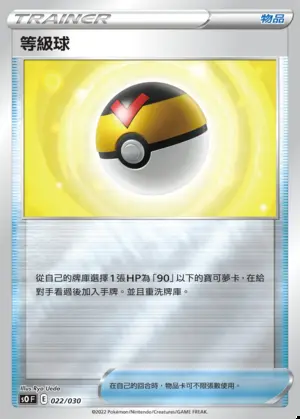 TRAINER 物品
等級球
從自己的牌庫選擇1張HP為「90」以下的寶可夢卡，在給
對手看過後加入手牌。並且重洗牌庫。
Illus. Ryo Ueda
sD F E 022/030
在自己的回合時，物品卡可不限張數使用。
©2022 Pokémon/Nintendo/Creatures/GAME FREAK.